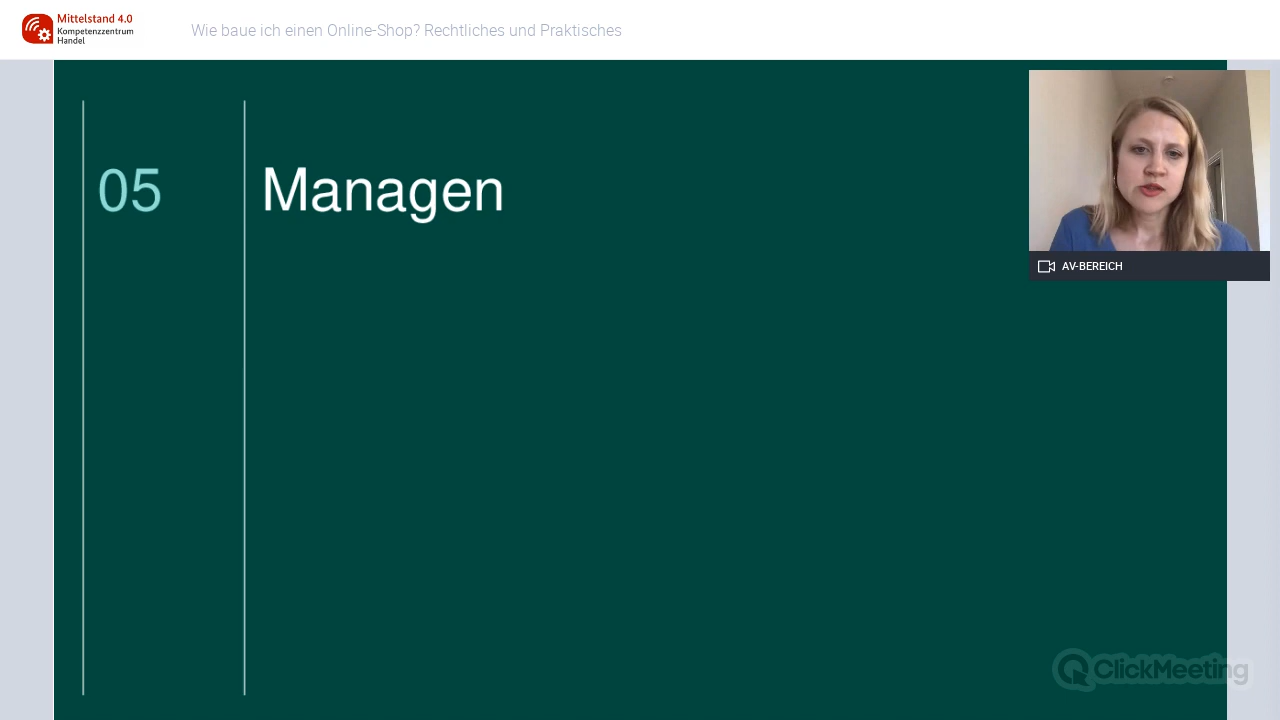 Mittelstand 4.0
Kompetenzzentrum
Handel
Wie baue ich einen Online-Shop? Rechtliches und Praktisches
05
Managen
AV-BEREICH
ClickMeeting